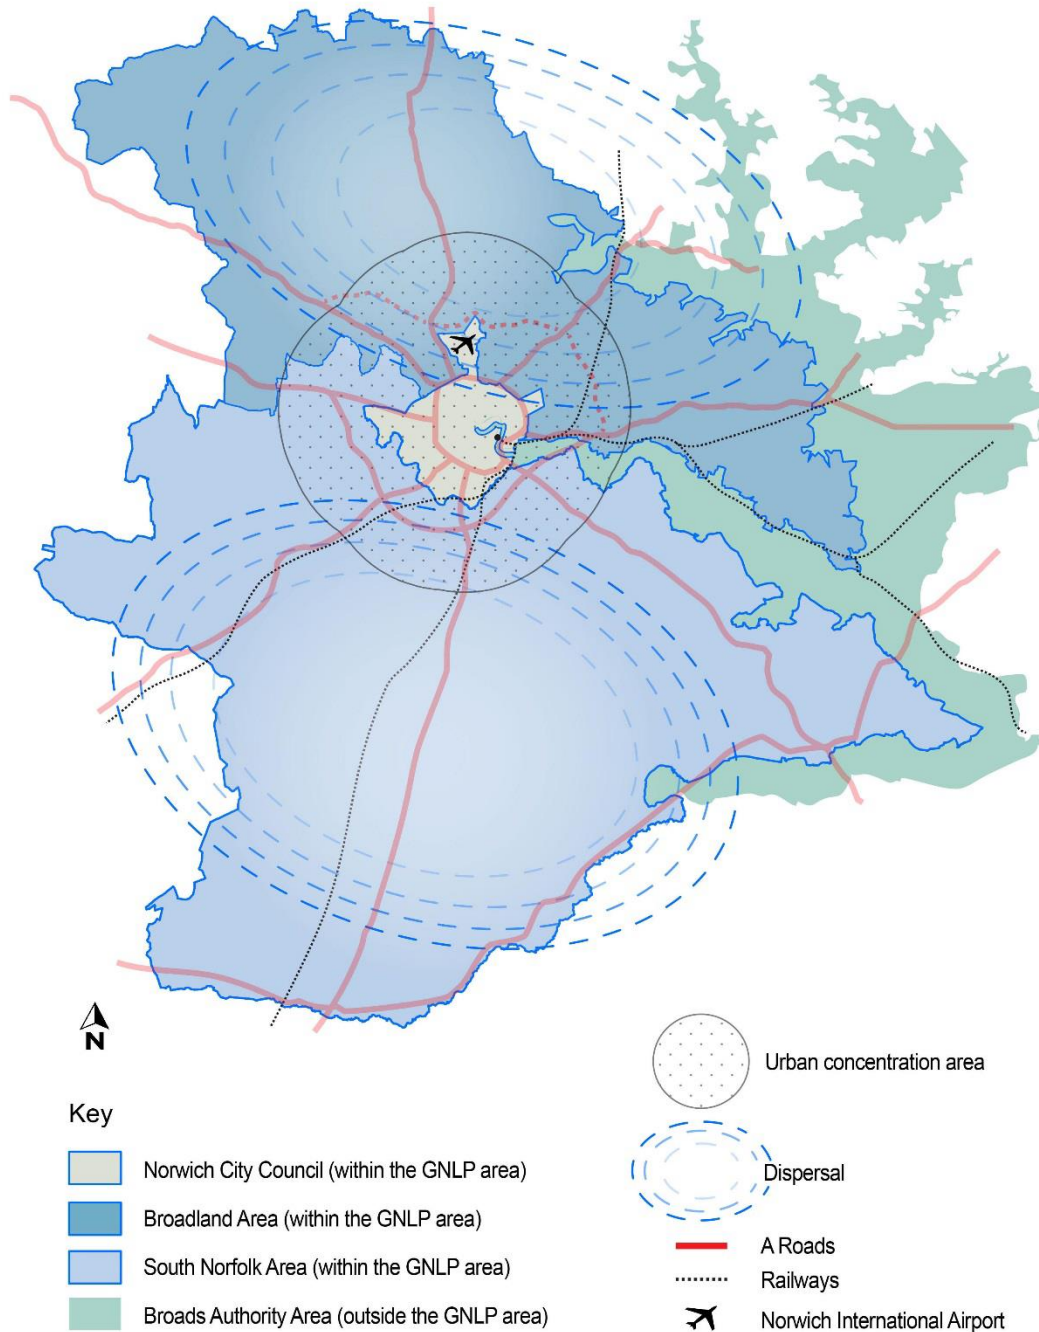 N
Key
Norwich City Council (within the GNLP area)
Broadland Area (within the GNLP area)
South Norfolk Area (within the GNLP area)
Broads Authority Area (outside the GNLP area)
Urban concentration area
Dispersal
A Roads
Railways
Norwich International Airport